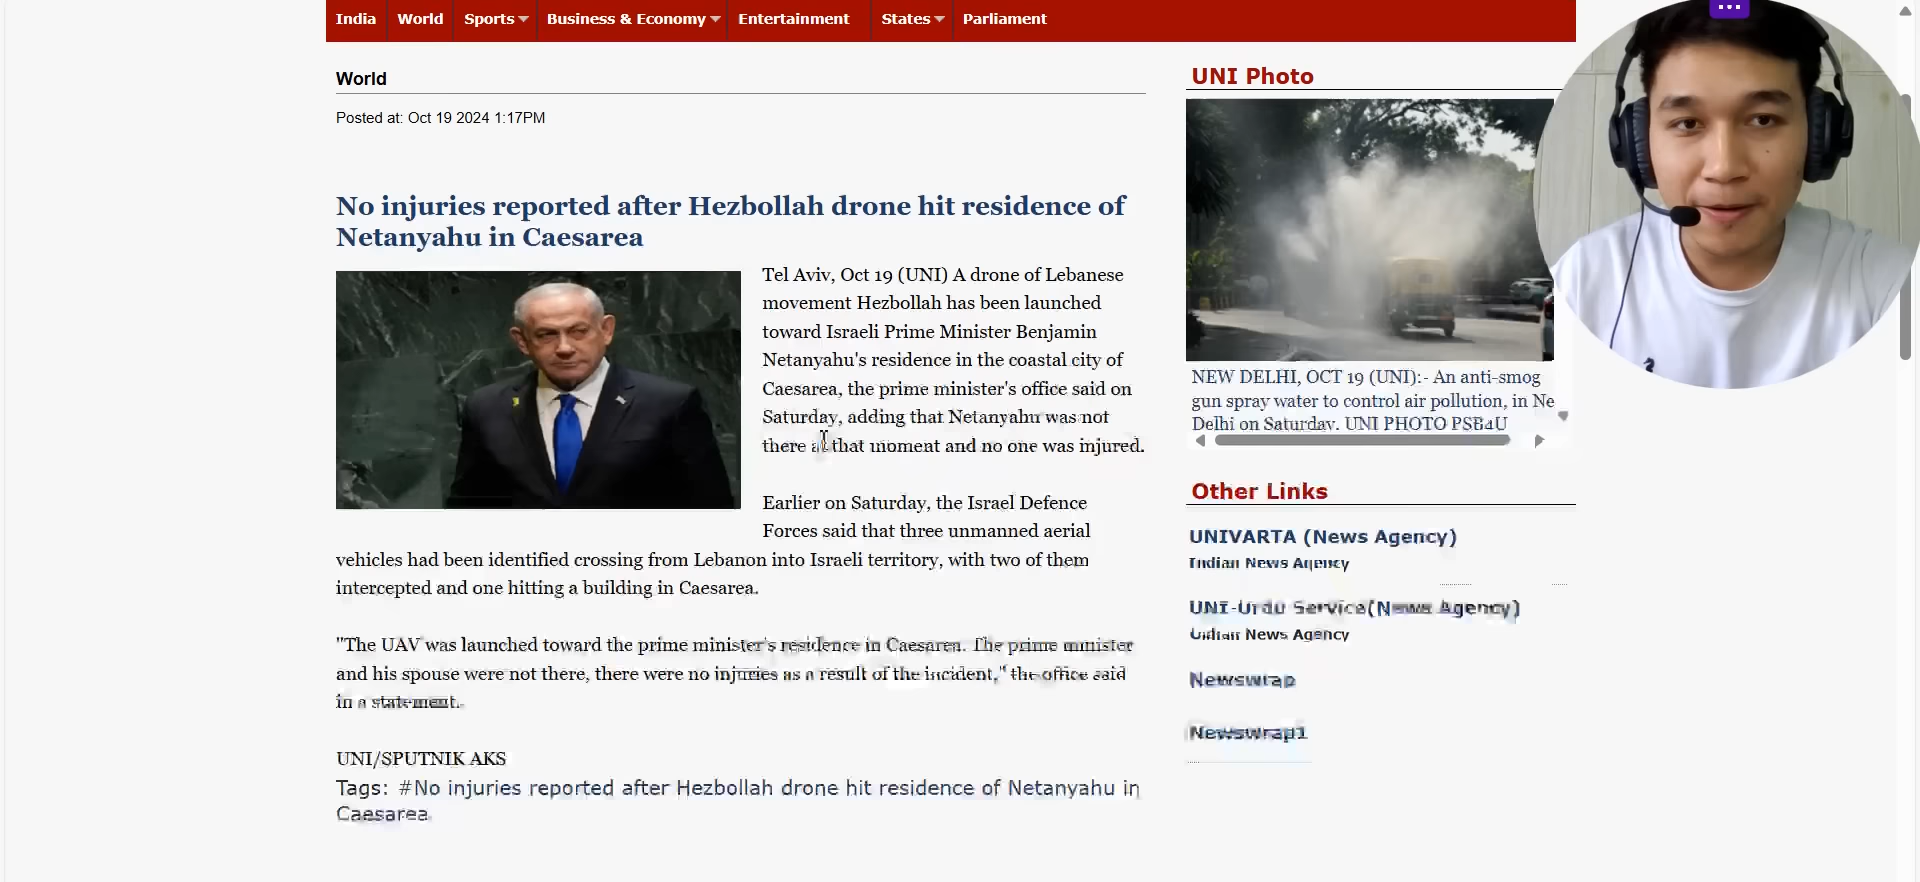 India World Sports Business & Economy Entertainment States Parliament
World
Posted at: Oct 19 2024 1:17PM
No injuries reported after Hezbollah drone hit residence of
Netanyahu in Caesarea
Tel Aviv, Oct 19 (UNI) A drone of Lebanese
movement Hezbollah has been launched
toward Israeli Prime Minister Benjamin
Netanyahu's residence in the coastal city of
Caesarea, the prime minister's office said on
Saturday, adding that Netanyahu was not
there at that moment and no one was injured.
Earlier on Saturday, the Israel Defence
Forces said that three unmanned aerial
vehicles had been identified crossing from Lebanon into Israeli territory, with two of them
intercepted and one hitting a building in Caesarea.
"The UAV was launched toward the prime minister's residence in Caesarea. The prime minister
and his spouse were not there, there were no injuries as a result of the incident," the office said
in a statement.
UNI/SPUTNIK AKS
Tags: #No injuries reported after Hezbollah drone hit residence of Netanyahu in
Caesarea
UNI Photo
NEW DELHI, OCT 19 (UNI):- An anti-smog
gun spray water to control air pollution, in Ne
Delhi on Saturday. UNI PHOTO PSB4U
Other Links
UNIVARTA (News Agency)
Indian News Agency
UNI-Urdu Service(News Agency)
Indian News Agency
Newswrap
Newswrap1